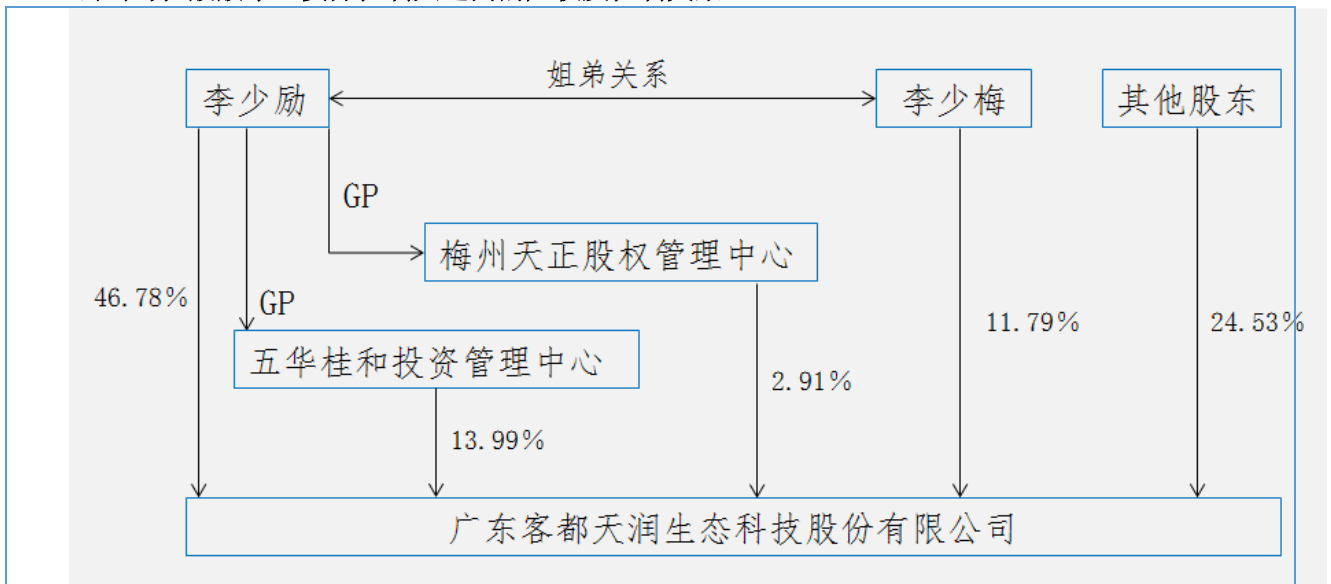 姐弟关系
李少励
李少梅
其他股东
GP
梅州天正股权管理中心
46.78%
GP
11.79%
24.53%
五华桂和投资管理中心
2.91%
13.99%
广东客都天润生态科技股份有限公司